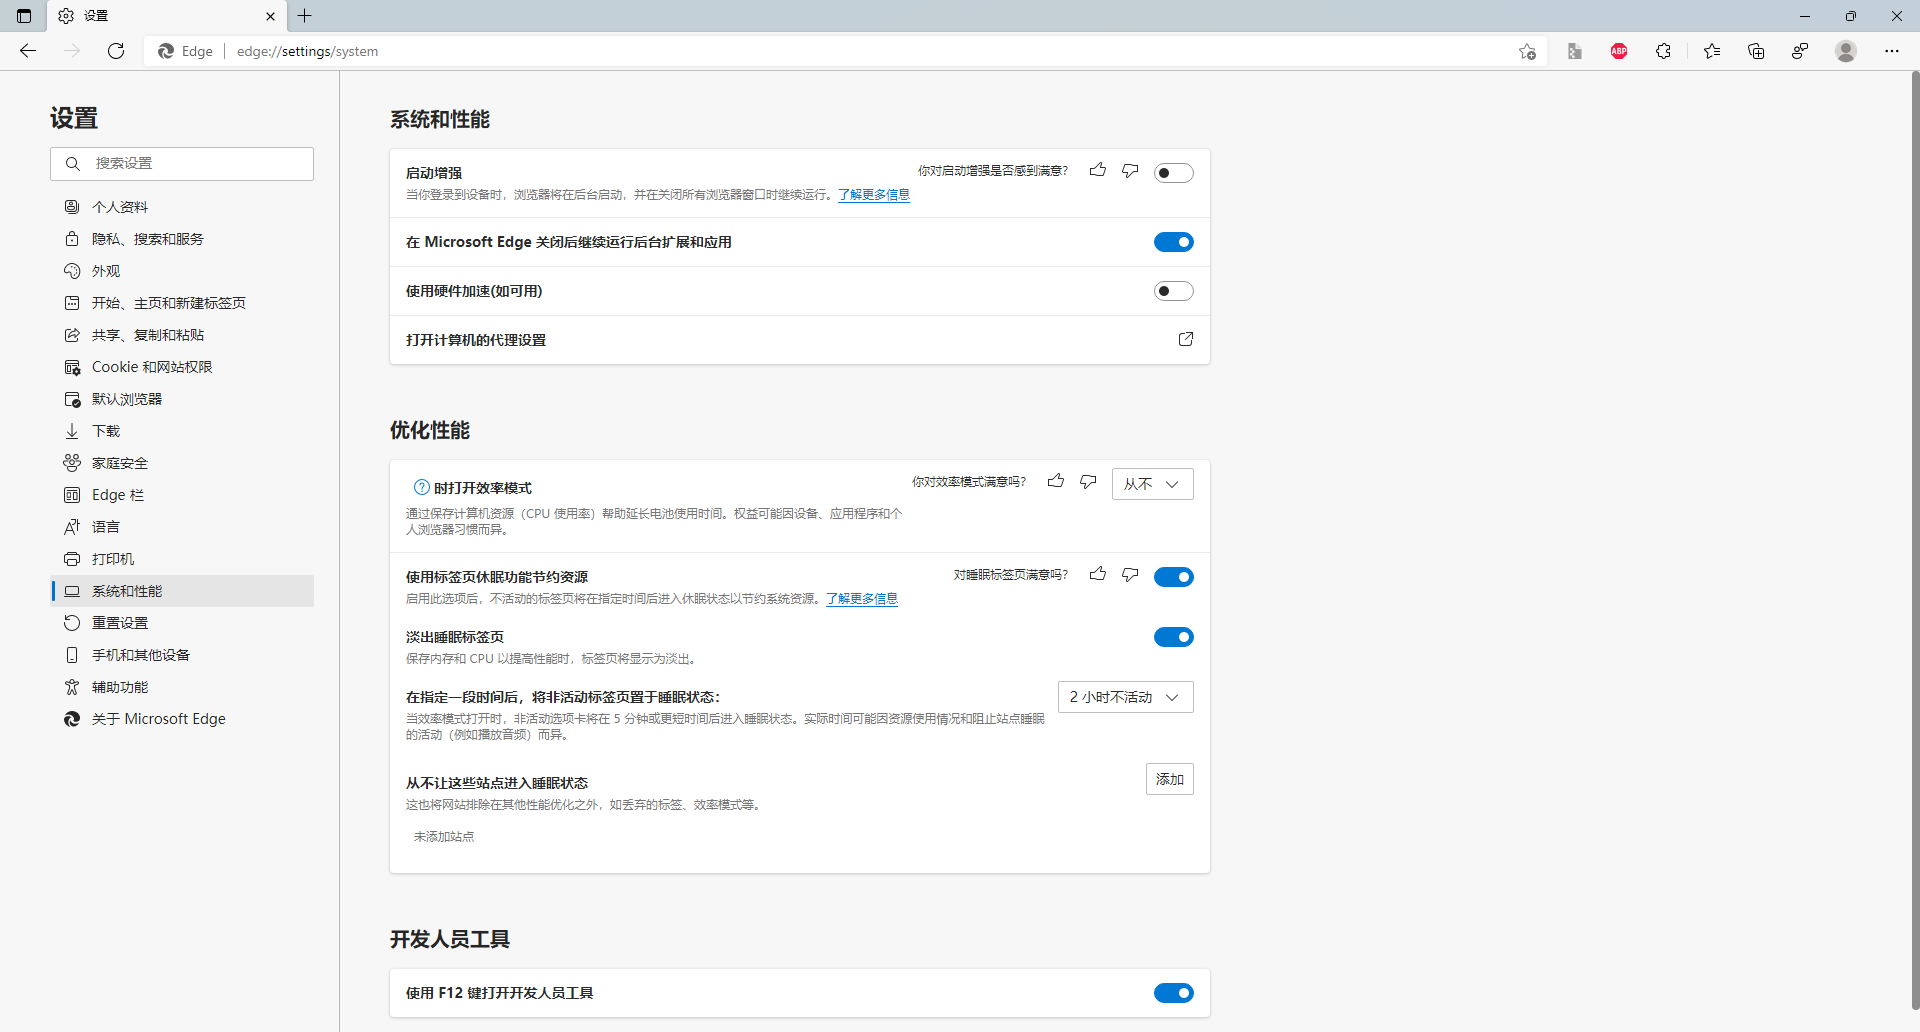 设置
Edge
edge://settings/system
ABP
设置
搜索设置
个人资料
隐私、搜索和服务
外观
开始、主页和新建标签页
共享、复制和粘贴
Cookie 和网站权限
默认浏览器
下载
家庭安全
Edge 栏
语言
打印机
系统和性能
重置设置
手机和其他设备
辅助功能
关于 Microsoft Edge
系统和性能
启动增强
你对启动增强是否感到满意?
当你登录到设备时，浏览器将在后台启动，并在关闭所有浏览器窗口时继续运行。了解更多信息
在 Microsoft Edge 关闭后继续运行后台扩展和应用
使用硬件加速(如可用)
打开计算机的代理设置
优化性能
时打开效率模式
你对效率模式满意吗?
从不
通过保存计算机资源（CPU 使用率）帮助延长电池使用时间。权益可能因设备、应用程序和个
人浏览器习惯而异。
使用标签页休眠功能节约资源
对睡眠标签页满意吗?
启用此选项后，不活动的标签页将在指定时间后进入休眠状态以节约系统资源。了解更多信息
淡出睡眠标签页
保存内存和 CPU 以提高性能时，标签页将显示为淡出。
在指定一段时间后，将非活动标签页置于睡眠状态:
2 小时不活动
当效率模式打开时，非活动选项卡将在 5 分钟或更短时间后进入睡眠状态。实际时间可能因资源使用情况和阻止站点睡眠
的活动（例如播放音频）而异。
从不让这些站点进入睡眠状态
添加
这也将网站排除在其他性能优化之外，如丢弃的标签、效率模式等。
未添加站点
开发人员工具
使用 F12 键打开开发人员工具